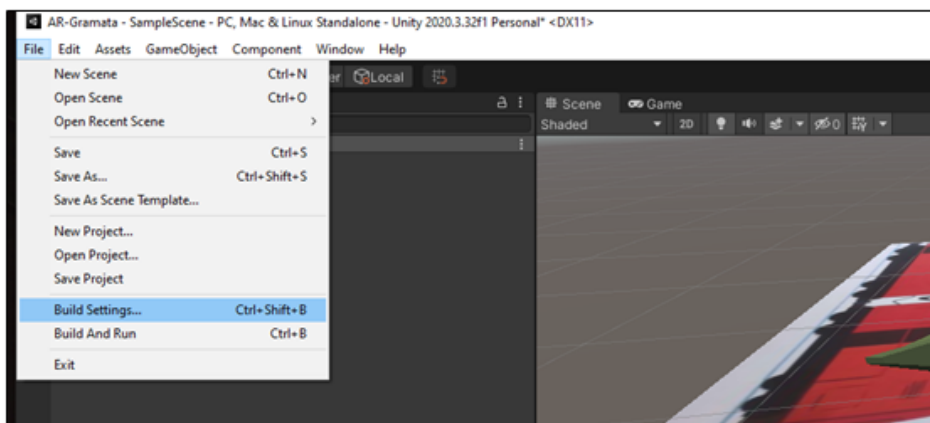 AR-Gramata - SampleScene - PC, Mac & Linux Standalone - Unity 2020.3.32f1 Personal* <DX11>
File Edit Assets GameObject Component Window Help
New Scene Ctrl+N
Open Scene Ctrl+O
Open Recent Scene >
Save Ctrl+S
Save As... Ctrl+Shift+S
Save As Scene Template...
New Project...
Open Project...
Save Project
Build Settings... Ctrl+Shift+B
Build And Run Ctrl+B
Exit
er Local
Scene Game
Shaded 2D 0